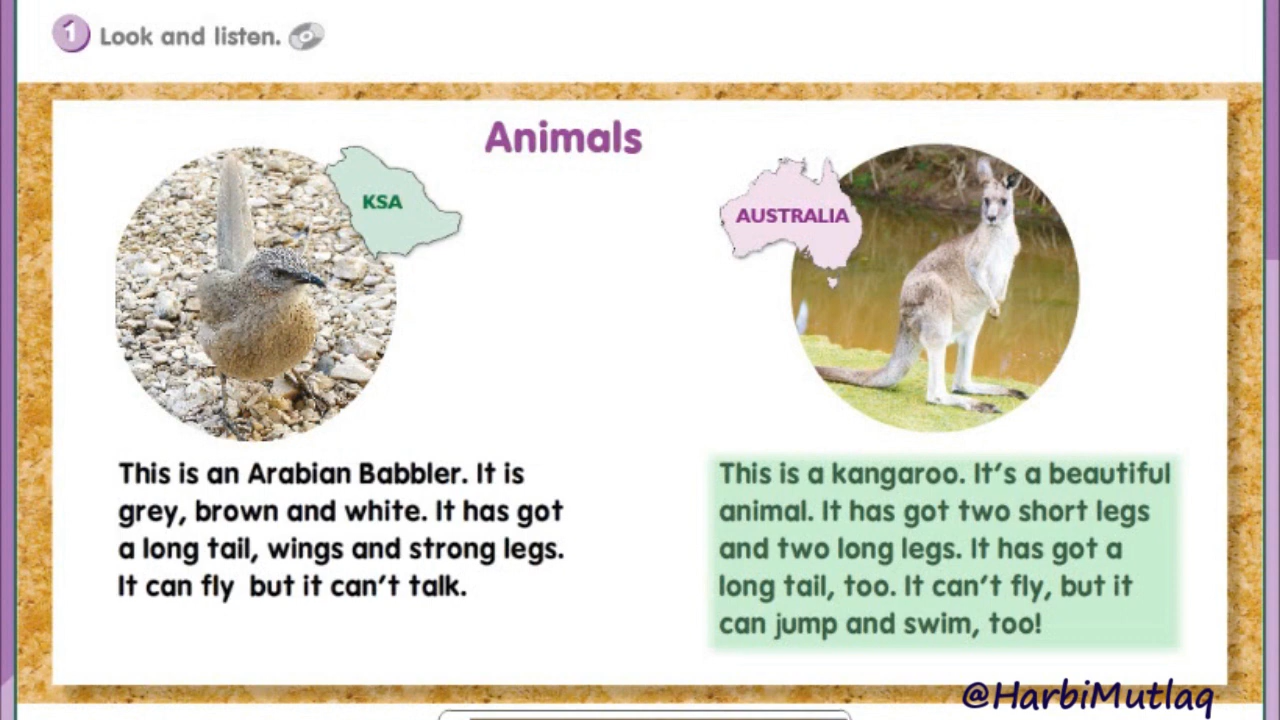 1 Look and listen.
Animals
KSA
This is an Arabian Babbler. It is
grey, brown and white. It has got
a long tail, wings and strong legs.
It can fly but it can't talk.
AUSTRALIA
This is a kangaroo. It's a beautiful
animal. It has got two short legs
and two long legs. It has got a
long tail, too. It can't fly, but it
can jump and swim, too!
@HarbiMutlaq